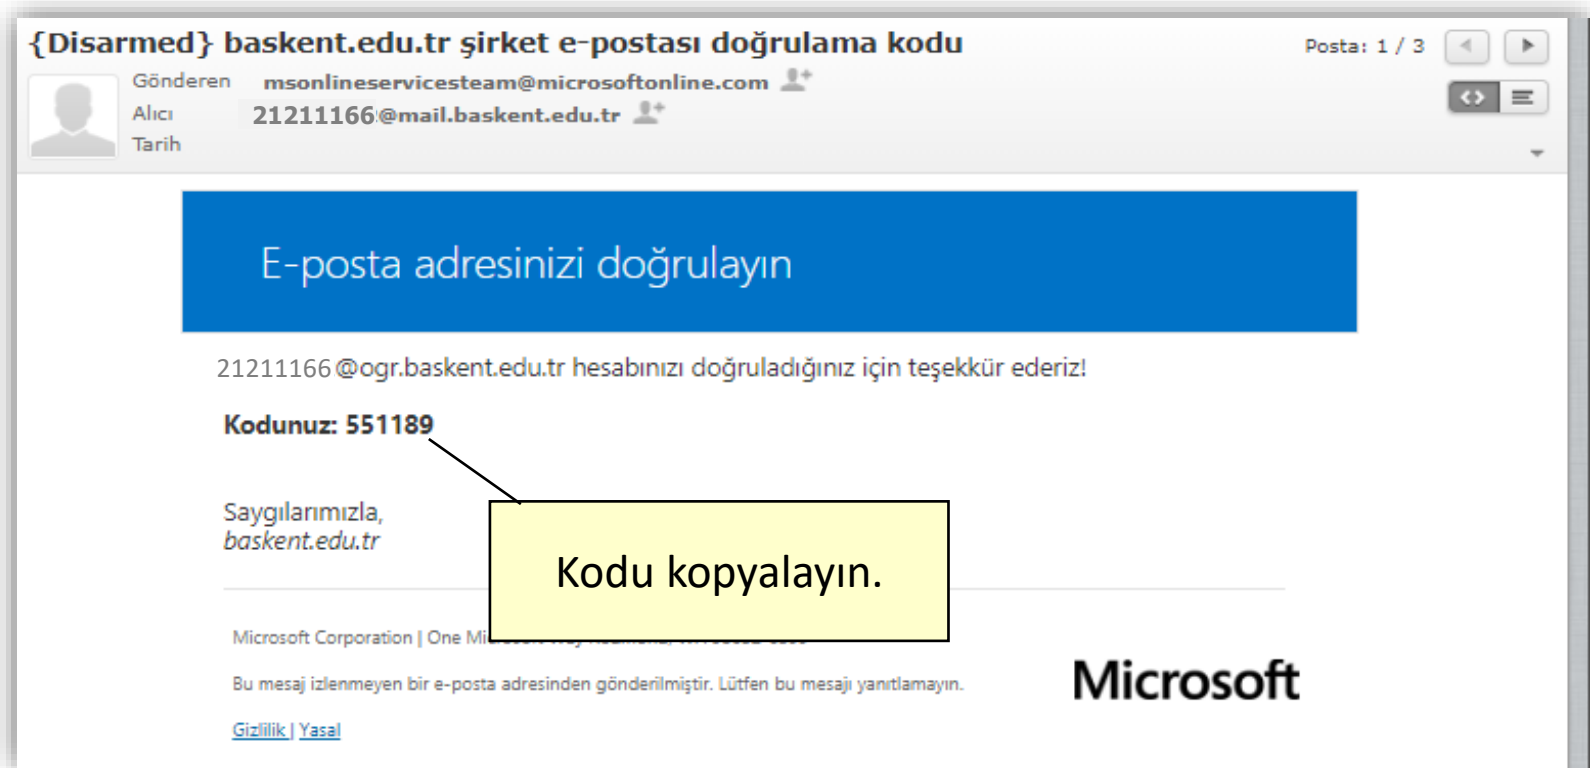 {Disarmed} baskent.edu.tr şirket e-postası doğrulama kodu
Posta: 1 / 3
Gönderen msonlineservicesteam@microsoftonline.com
Alıcı 21211166@mail.baskent.edu.tr
Tarih
E-posta adresinizi doğrulayın
21211166@ogr.baskent.edu.tr hesabınızı doğruladığınız için teşekkür ederiz!
Kodunuz: 551189
Saygılarımızla,
baskent.edu.tr
Kodu kopyalayın.
Microsoft Corporation | One
Bu mesaj izlenmeyen bir e-posta adresinden gönderilmiştir. Lütfen bu mesajı yanıtlamayın.
Microsoft
Gizlilik | Yasal